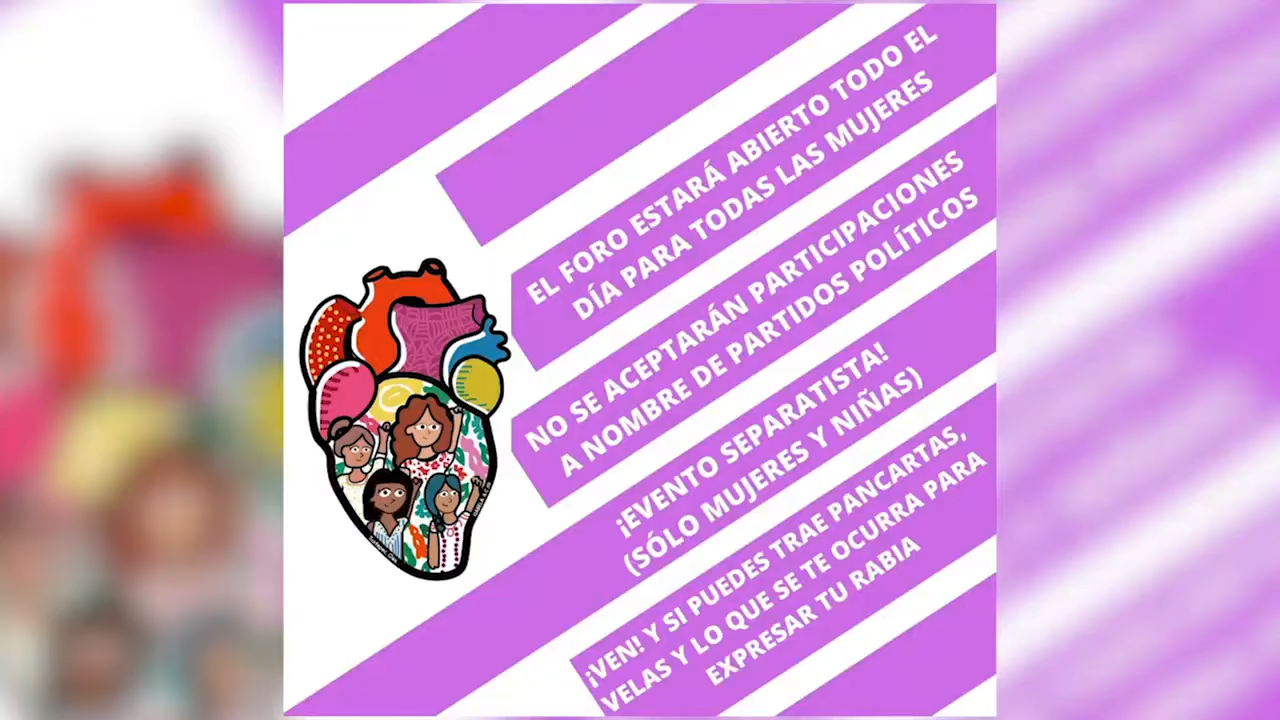 EL FORO ESTARÁ ABIERTO TODO EL
DÍA PARA TODAS LAS MUJERES
NO SE ACEPTARÁN PARTICIPACIONES
A NOMBRE DE PARTIDOS POLÍTICOS
¡EVENTO SEPARATISTA!
(SÓLO MUJERES Y NIÑAS)
¡VEN! Y SI PUEDES TRAE PANCARTAS,
VELAS Y LO QUE SE TE OCURRA PARA
EXPRESAR TU RABIA